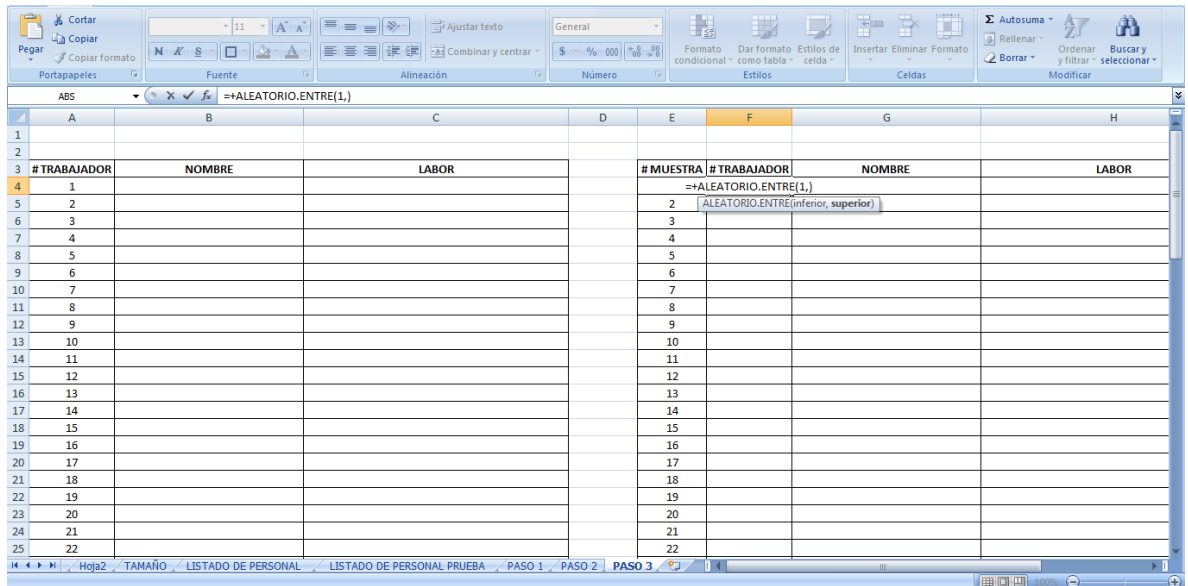 Cortar
Copiar
Copiar formato
Pegar
Portapapeles
11
A A
N K S
A
Fuente
Ajustar texto
Combinar y centrar
Alineación
General
$ % 000
Número
Formato condicional
Dar formato como tabla
Estilos de celda
Estilos
Insertar Eliminar Formato
Celdas
Σ Autosuma
Rellenar
Borrar
Ordenar y filtrar
Buscar y seleccionar
Modificar
ABS fx =+ALEATORIO.ENTRE(1,)
A B C D E F G H
1
2
3 # TRABAJADOR NOMBRE LABOR # MUESTRA # TRABAJADOR NOMBRE LABOR
4 1 =+ALEATORIO.ENTRE(1,)
5 2 2 ALEATORIO.ENTRE(inferior, superior)
6 3 3
7 4 4
8 5 5
9 6 6
10 7 7
11 8 8
12 9 9
13 10 10
14 11 11
15 12 12
16 13 13
17 14 14
18 15 15
19 16 16
20 17 17
21 18 18
22 19 19
23 20 20
24 21 21
25 22 22
Hoja2 TAMAÑO LISTADO DE PERSONAL LISTADO DE PERSONAL PRUEBA PASO 1 PASO 2 PASO 3
100%